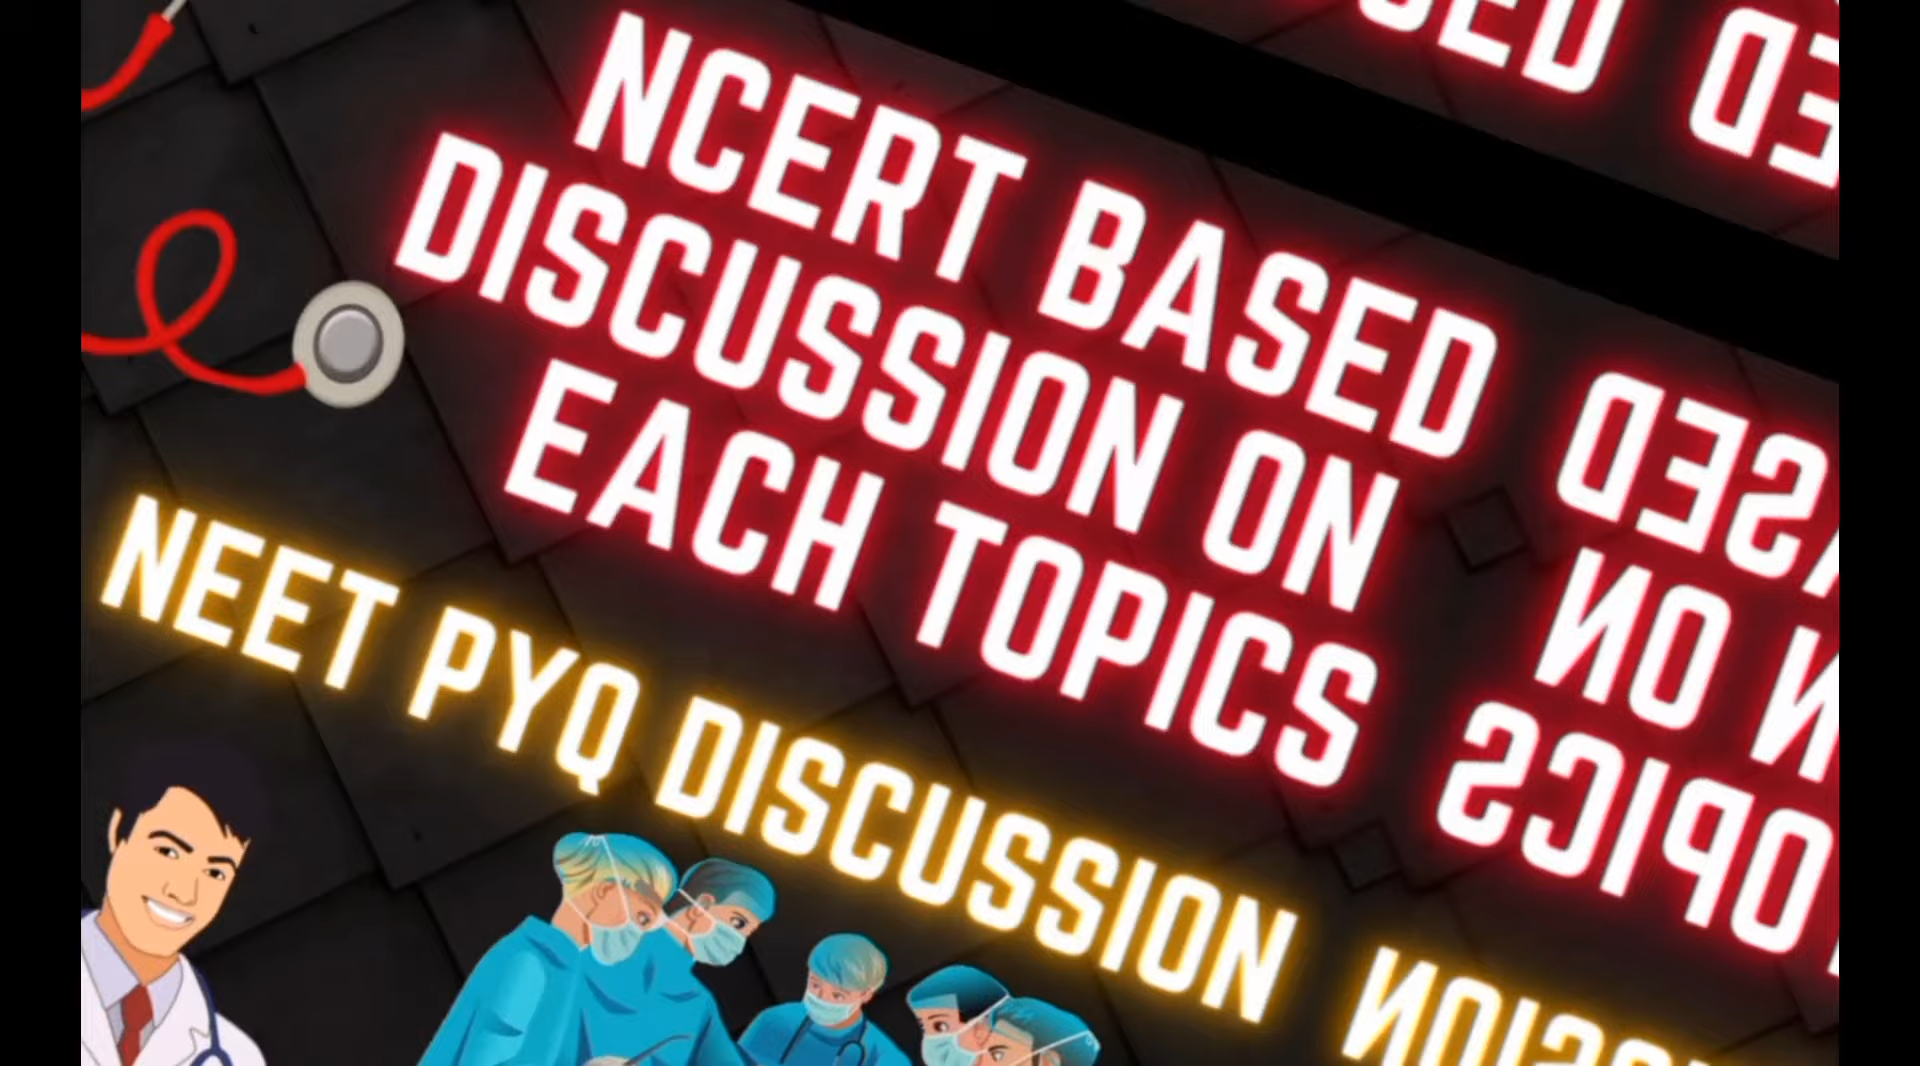 NCERT BASED
DISCUSSION ON
EACH TOPICS
NEET PYQ DISCUSSION